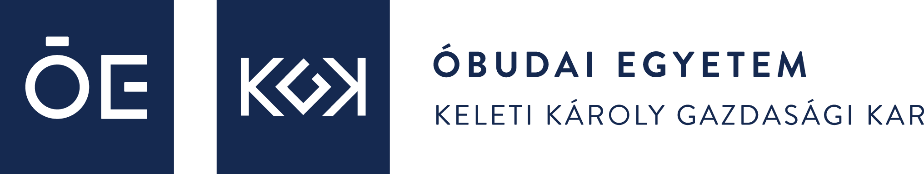 ŌE
KGK
ÓBUDAI EGYETEM
KELETI KÁROLY GAZDASÁGI KAR